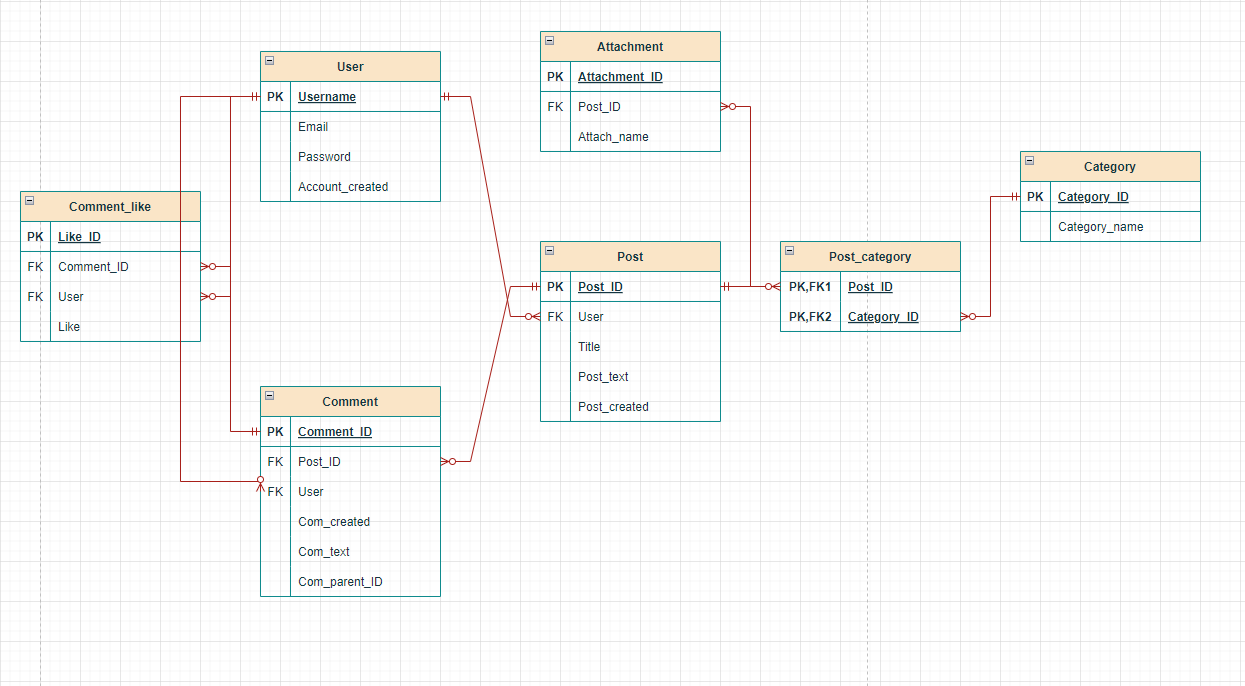 User
PK Username
Email
Password
Account_created
Attachment
PK Attachment_ID
FK Post_ID
Attach_name
Category
PK Category_ID
Category_name
Comment_like
PK Like_ID
FK Comment_ID
FK User
Like
Post
PK Post_ID
FK User
Title
Post_text
Post_created
Post_category
PK,FK1 Post_ID
PK,FK2 Category_ID
Comment
PK Comment_ID
FK Post_ID
FK User
Com_created
Com_text
Com_parent_ID